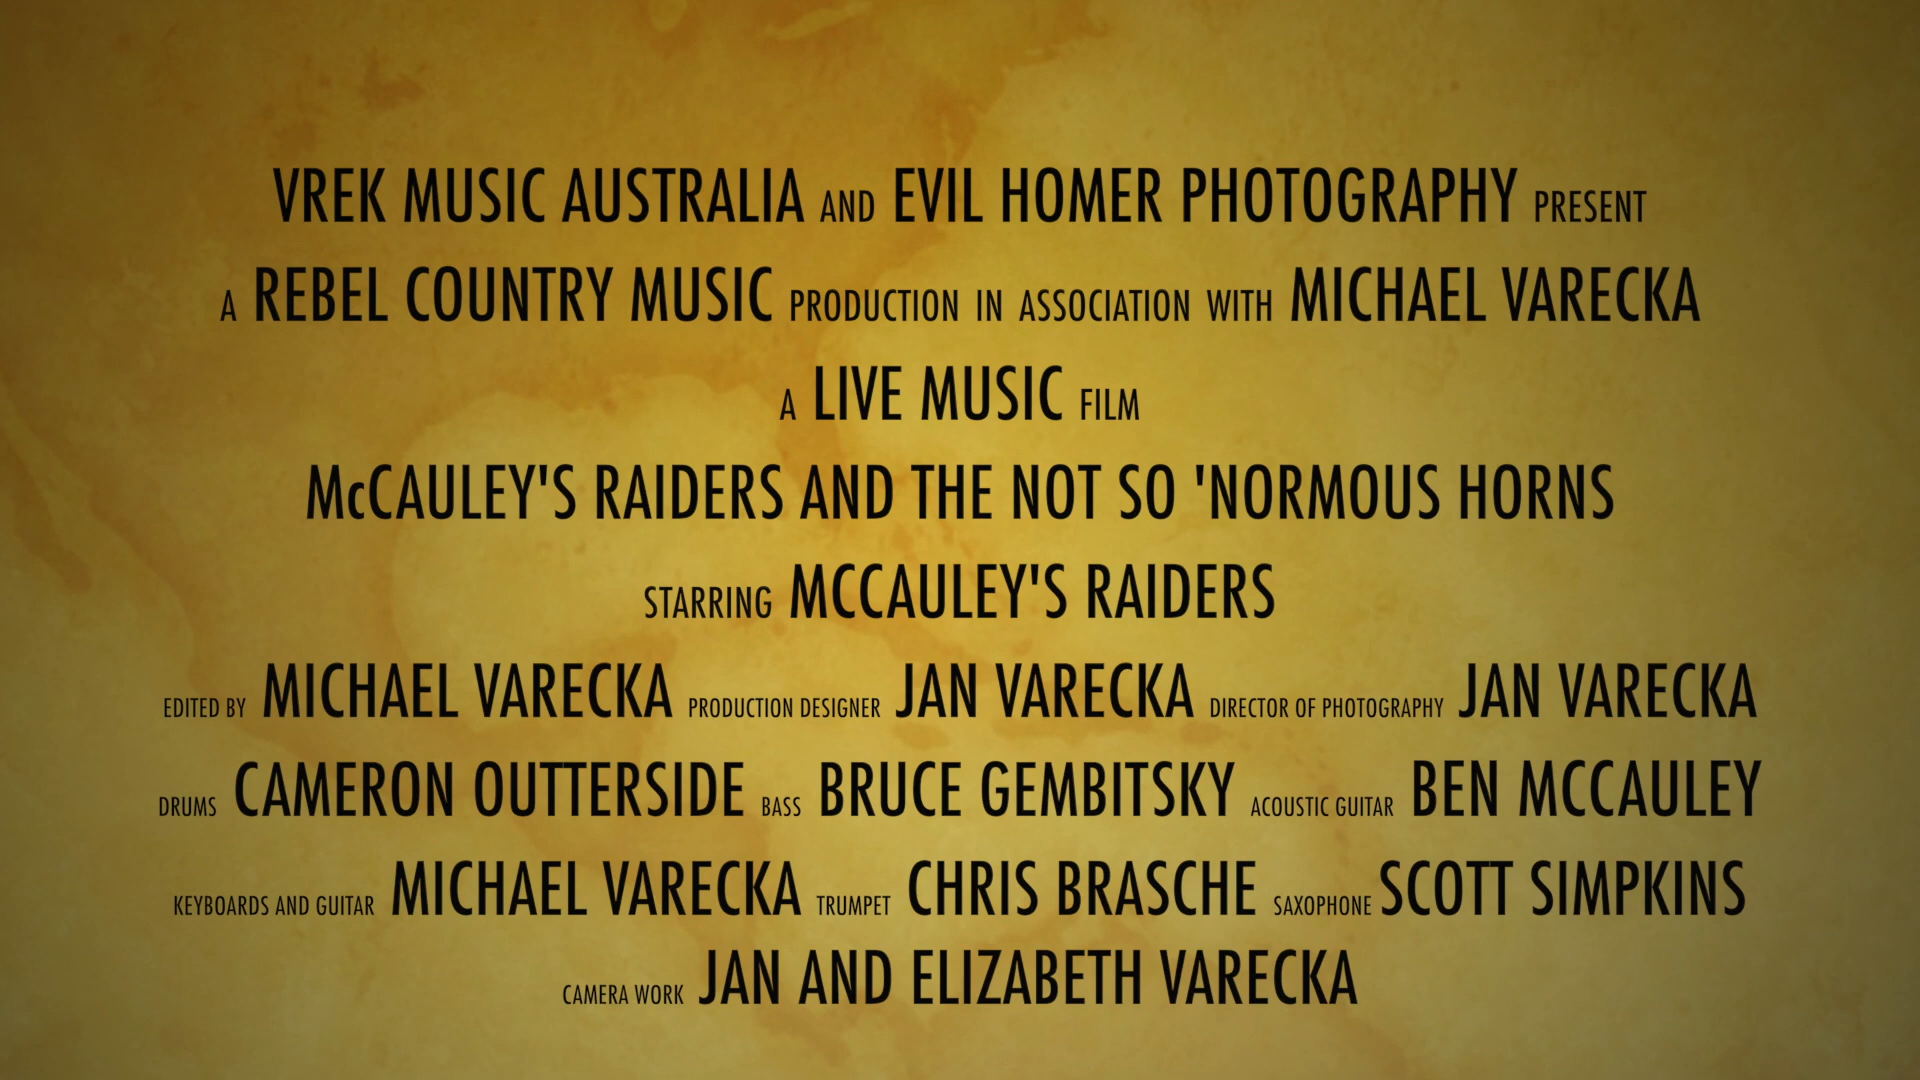 VREK MUSIC AUSTRALIA AND EVIL HOMER PHOTOGRAPHY PRESENT
A REBEL COUNTRY MUSIC PRODUCTION IN ASSOCIATION WITH MICHAEL VARECKA
A LIVE MUSIC FILM
McCAULEY'S RAIDERS AND THE NOT SO 'NORMOUS HORNS
STARRING MCCAULEY'S RAIDERS
EDITED BY MICHAEL VARECKA PRODUCTION DESIGNER JAN VARECKA DIRECTOR OF PHOTOGRAPHY JAN VARECKA
DRUMS CAMERON OUTTERSIDE BASS BRUCE GEMBITSKY ACOUSTIC GUITAR BEN MCCAULEY
KEYBOARDS AND GUITAR MICHAEL VARECKA TRUMPET CHRIS BRASCHE SAXOPHONE SCOTT SIMPKINS
CAMERA WORK JAN AND ELIZABETH VARECKA